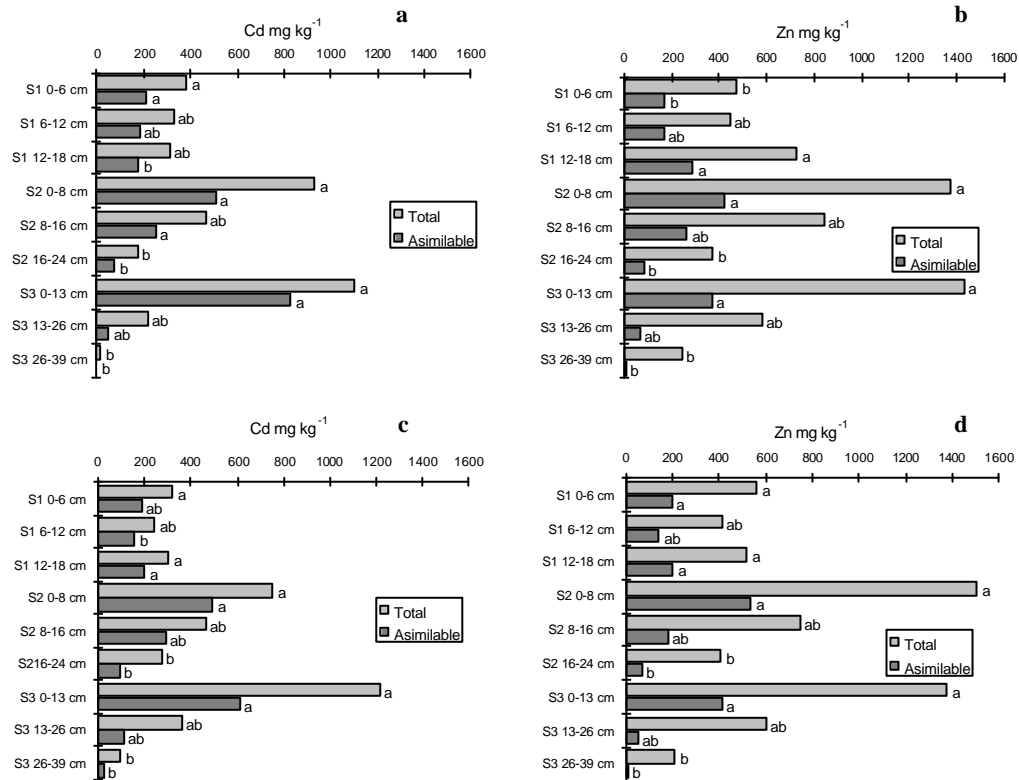 a
Cd mg kg-1
0 200 400 600 800 1000 1200 1400 1600
S1 0-6 cm a
a
S1 6-12 cm ab
ab
S1 12-18 cm ab
b
S2 0-8 cm a
a
S2 8-16 cm ab
a
S2 16-24 cm b
b
S3 0-13 cm a
a
S3 13-26 cm ab
ab
S3 26-39 cm b
b
Total
Asimilable
b
Zn mg kg-1
0 200 400 600 800 1000 1200 1400 1600
S1 0-6 cm b
b
S1 6-12 cm ab
ab
S1 12-18 cm a
a
S2 0-8 cm a
a
S2 8-16 cm ab
ab
S2 16-24 cm b
b
S3 0-13 cm a
a
S3 13-26 cm ab
ab
S3 26-39 cm b
b
Total
Asimilable
c
Cd mg kg-1
0 200 400 600 800 1000 1200 1400 1600
S1 0-6 cm a
ab
S1 6-12 cm ab
b
S1 12-18 cm a
a
S2 0-8 cm a
a
S2 8-16 cm ab
ab
S216-24 cm b
b
S3 0-13 cm a
a
S3 13-26 cm ab
ab
S3 26-39 cm b
b
Total
Asimilable
d
Zn mg kg-1
0 200 400 600 800 1000 1200 1400 1600
S1 0-6 cm a
a
S1 6-12 cm ab
ab
S1 12-18 cm a
a
S2 0-8 cm a
a
S2 8-16 cm ab
ab
S2 16-24 cm b
b
S3 0-13 cm a
a
S3 13-26 cm ab
ab
S3 26-39 cm b
b
Total
Asimilable